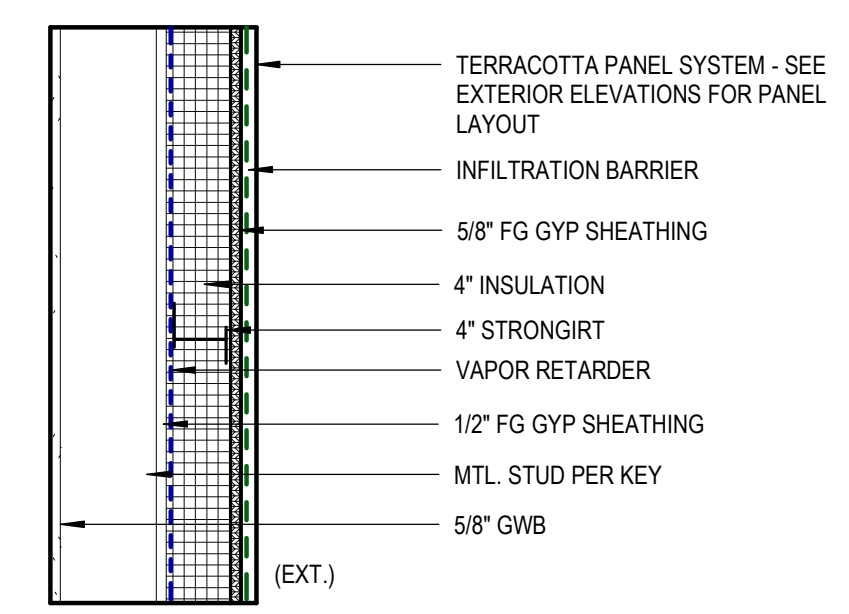 TERRACOTTA PANEL SYSTEM - SEE
EXTERIOR ELEVATIONS FOR PANEL
LAYOUT
INFILTRATION BARRIER
5/8" FG GYP SHEATHING
4" INSULATION
4" STRONGIRT
VAPOR RETARDER
1/2" FG GYP SHEATHING
MTL. STUD PER KEY
5/8" GWB
(EXT.)